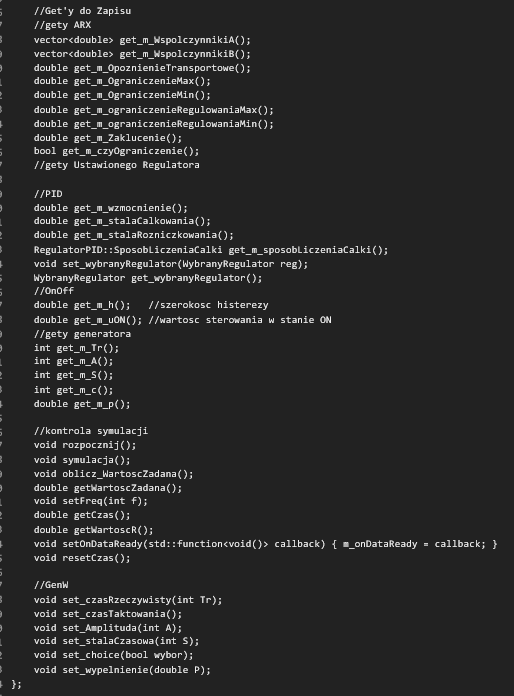 //Get'y do Zapisu
//gety ARX
vector<double> get_m_WspolczynnikiA();
vector<double> get_m_WspolczynnikiB();
double get_m_OpoznienieTransportowe();
double get_m_OgraniczenieMax();
double get_m_OgraniczenieMin();
double get_m_ograniczenieRegulowaniaMax();
double get_m_ograniczenieRegulowaniaMin();
double get_m_Zaklucenie();
bool get_m_czyOgraniczenie();
//gety Ustawionego Regulatora
//PID
double get_m_wzmocnienie();
double get_m_stalaCalkowania();
double get_m_stalaRozniczkowania();
RegulatorPID::SposobLiczeniaCalki get_m_sposobLiczeniaCalki();
void set_wybranyRegulator(WybranyRegulator reg);
WybranyRegulator get_wybranyRegulator();
//OnOff
double get_m_h();   //szerokosc histerezy
double get_m_uON(); //wartosc sterowania w stanie ON
//gety generatora
int get_m_Tr();
int get_m_A();
int get_m_S();
int get_m_c();
double get_m_p();
//kontrola symulacji
void rozpocznij();
void symulacja();
void oblicz_WartoscZadana();
double getWartoscZadana();
void setFreq(int f);
double getCzas();
double getWartoscR();
void setOnDataReady(std::function<void()> callback) { m_onDataReady = callback; }
void resetCzas();
//GenW
void set_czasRzeczywisty(int Tr);
void set_czasTaktowania();
void set_Amplituda(int A);
void set_stalaCzasowa(int S);
void set_choice(bool wybor);
void set_wypelnienie(double P);
};